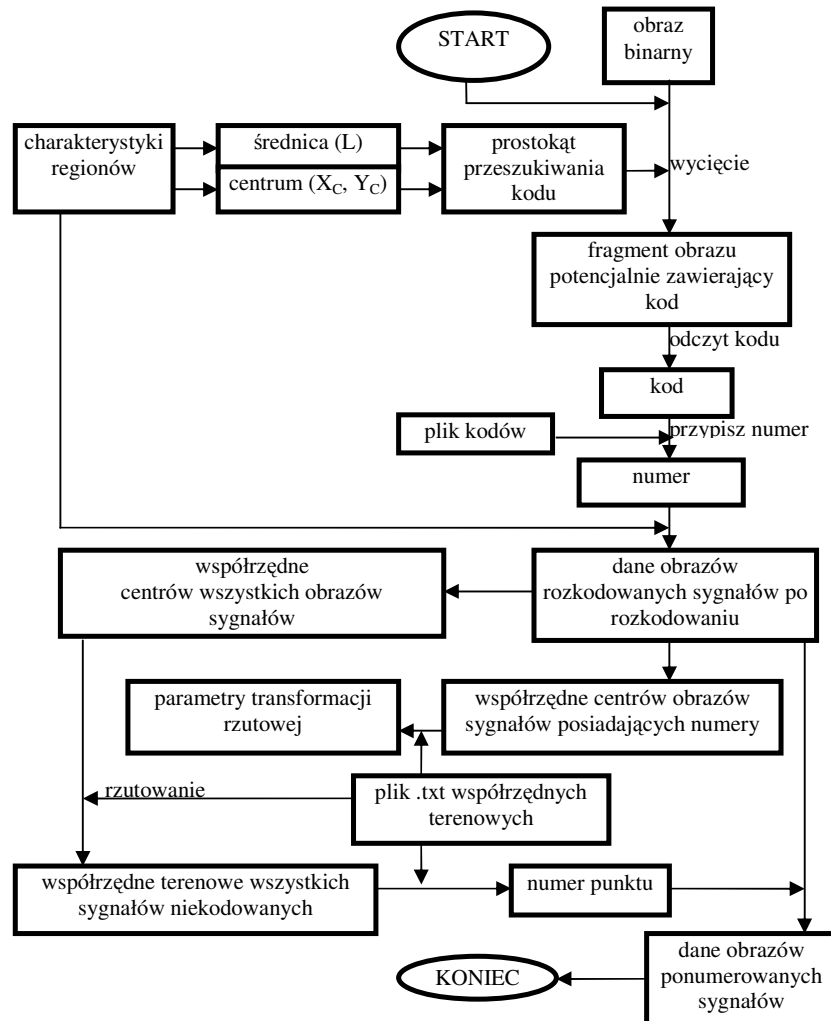 START
obraz
binarny
charakterystyki
regionów
średnica (L)
centrum (X_C, Y_C)
prostokąt
przeszukiwania
kodu
wycięcie
fragment obrazu
potencjalnie zawierający
kod
odczyt kodu
kod
plik kodów
przypisz numer
numer
współrzędne
centrów wszystkich obrazów
sygnałów
dane obrazów
rozkodowanych sygnałów po
rozkodowaniu
parametry transformacji
rzutowej
współrzędne centrów obrazów
sygnałów posiadających numery
rzutowanie
plik .txt współrzędnych
terenowych
współrzędne terenowe wszystkich
sygnałów niekodowanych
numer punktu
KONIEC
dane obrazów
ponumerowanych
sygnałów